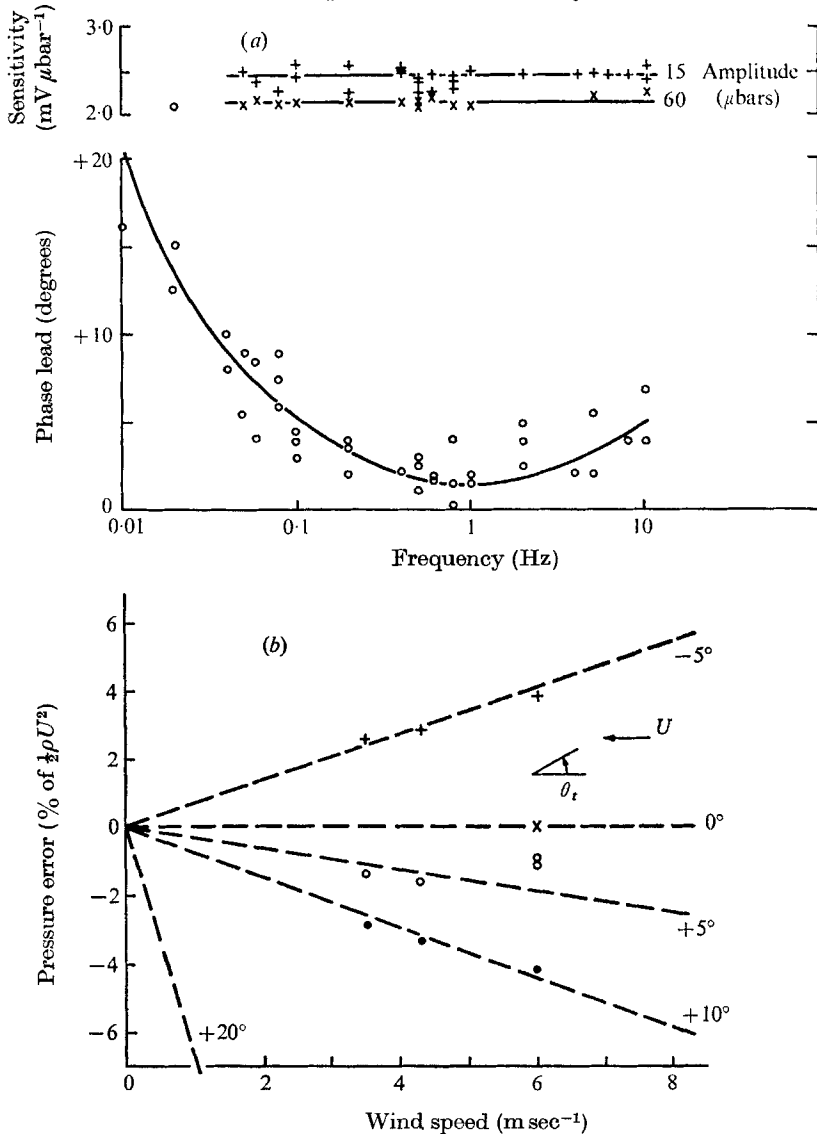 Sensitivity
(mV μbar⁻¹)
3·0
2·0
(a)
15 Amplitude
60 (μbars)
Phase lead (degrees)
+20
+10
0
0·01
0·1
1
10
Frequency (Hz)
Pressure error (% of ½ρU²)
6
4
2
0
−2
−4
−6
(b)
−5°
U
θt
0°
+5°
+10°
+20°
0
2
4
6
8
Wind speed (m sec⁻¹)